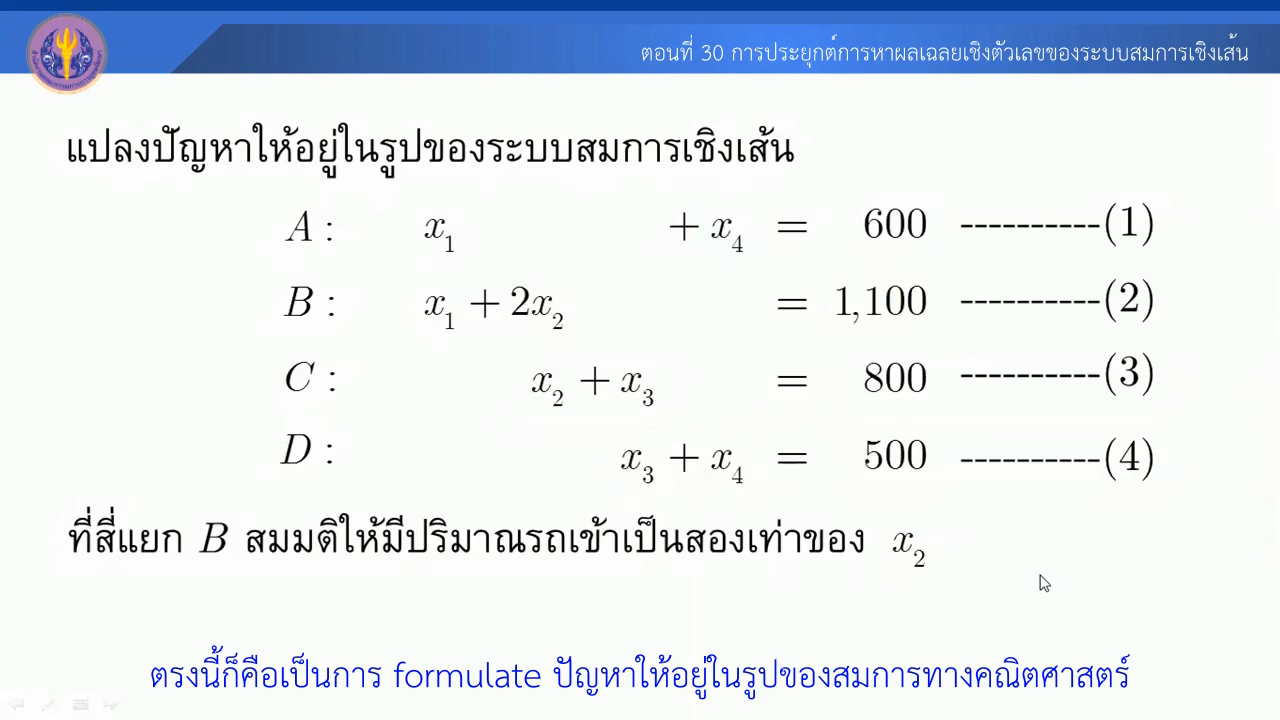 ตอนที่ 30 การประยุกต์การหาผลเฉลยเชิงตัวเลขของระบบสมการเชิงเส้น
แปลงปัญหาให้อยู่ในรูปของระบบสมการเชิงเส้น
A : x₁ + x₄ = 600 ----------(1)
B : x₁ + 2x₂ = 1,100 ----------(2)
C : x₂ + x₃ = 800 ----------(3)
D : x₃ + x₄ = 500 ----------(4)
ที่สี่แยก B สมมติให้มีปริมาณรถเข้าเป็นสองเท่าของ x₂
ตรงนี้ก็คือเป็นการ formulate ปัญหาให้อยู่ในรูปของสมการทางคณิตศาสตร์